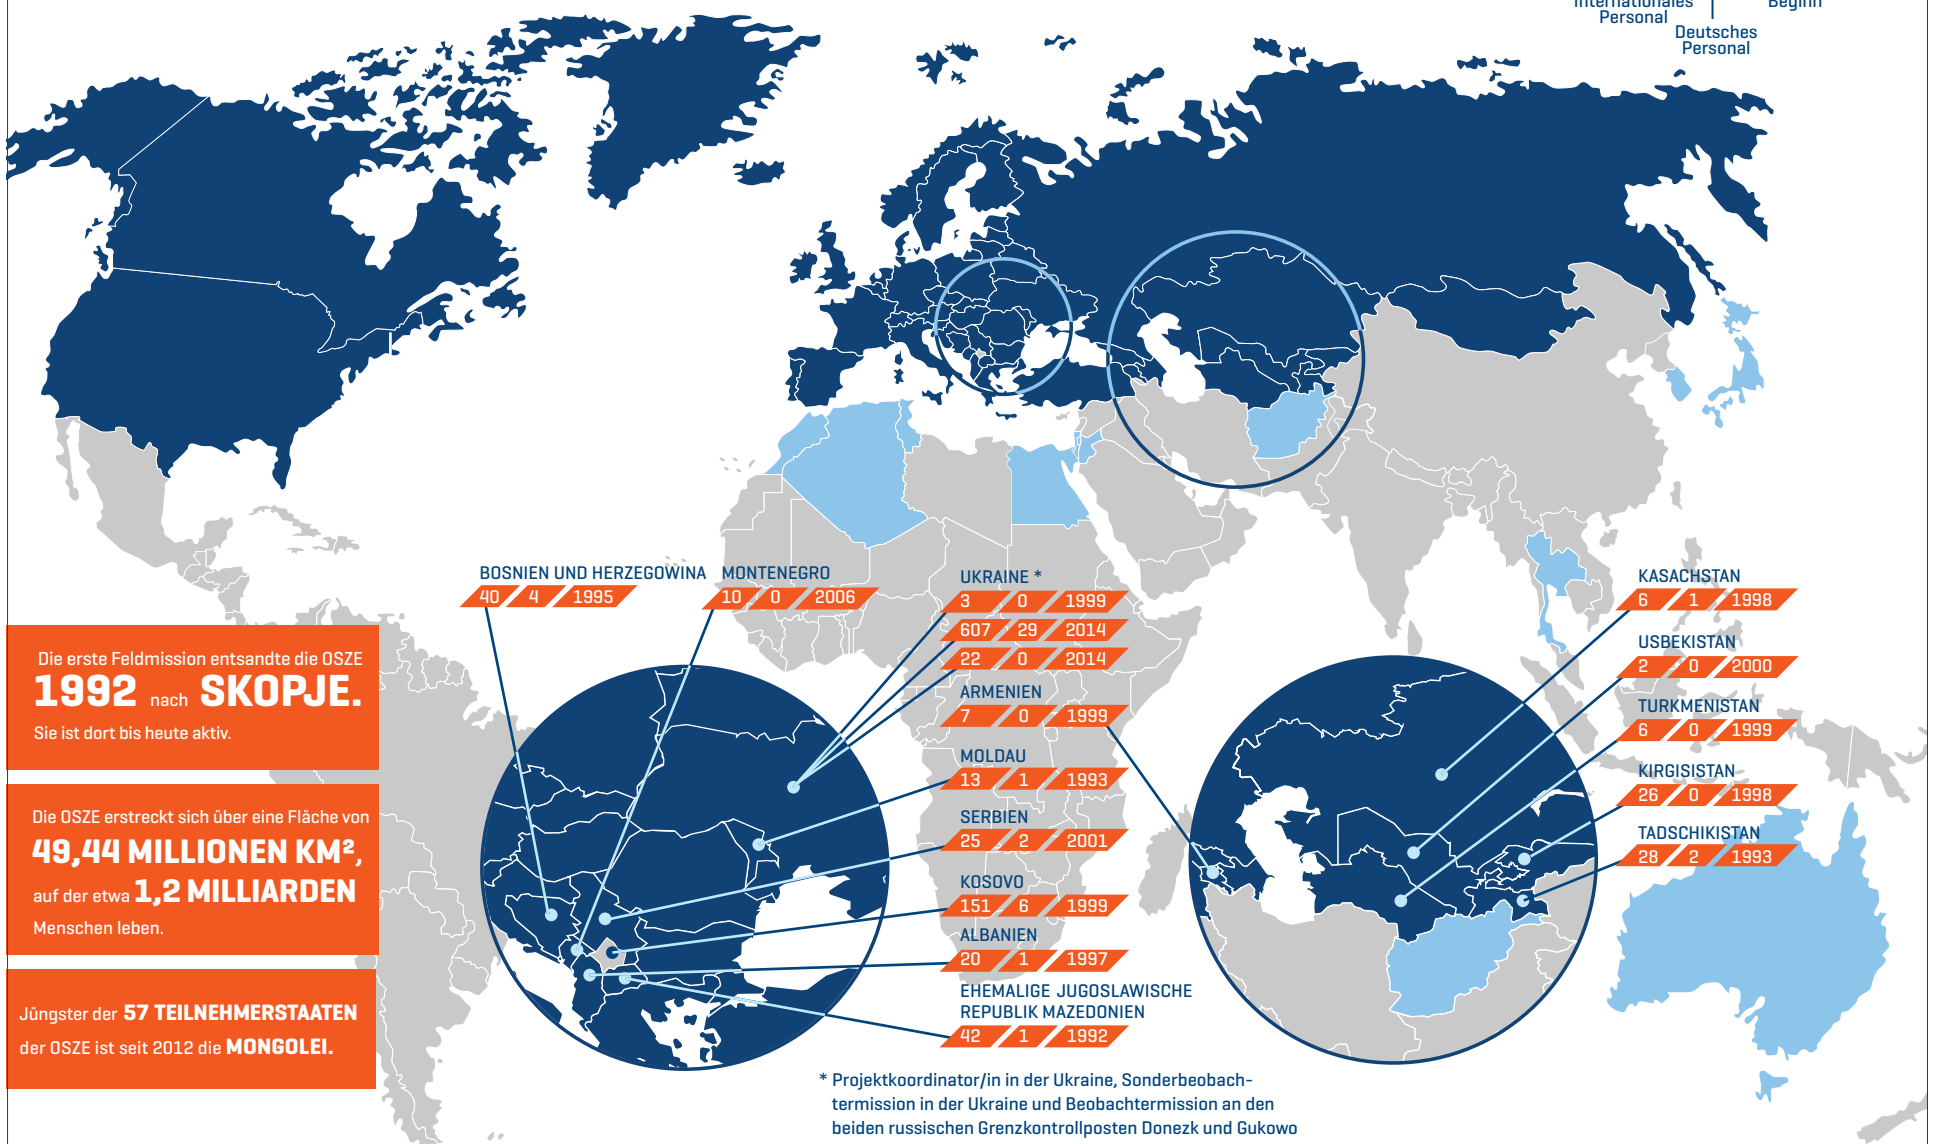 Internationales
Personal
Beginn
Deutsches
Personal
BOSNIEN UND HERZEGOWINA
40 4 1995
MONTENEGRO
10 0 2006
UKRAINE *
3 0 1999
607 29 2014
22 0 2014
ARMENIEN
7 0 1999
MOLDAU
13 1 1993
SERBIEN
25 2 2001
KOSOVO
151 6 1999
ALBANIEN
20 1 1997
EHEMALIGE JUGOSLAWISCHE
REPUBLIK MAZEDONIEN
42 1 1992
KASACHSTAN
6 1 1998
USBEKISTAN
2 0 2000
TURKMENISTAN
6 0 1999
KIRGISISTAN
26 0 1998
TADSCHIKISTAN
28 2 1993
Die erste Feldmission entsandte die OSZE
1992 nach SKOPJE.
Sie ist dort bis heute aktiv.
Die OSZE erstreckt sich über eine Fläche von
49,44 MILLIONEN KM²,
auf der etwa 1,2 MILLIARDEN
Menschen leben.
Jüngster der 57 TEILNEHMERSTAATEN
der OSZE ist seit 2012 die MONGOLEI.
* Projektkoordinator/in in der Ukraine, Sonderbeobach-
termission in der Ukraine und Beobachtermission an den
beiden russischen Grenzkontrollposten Donezk und Gukowo